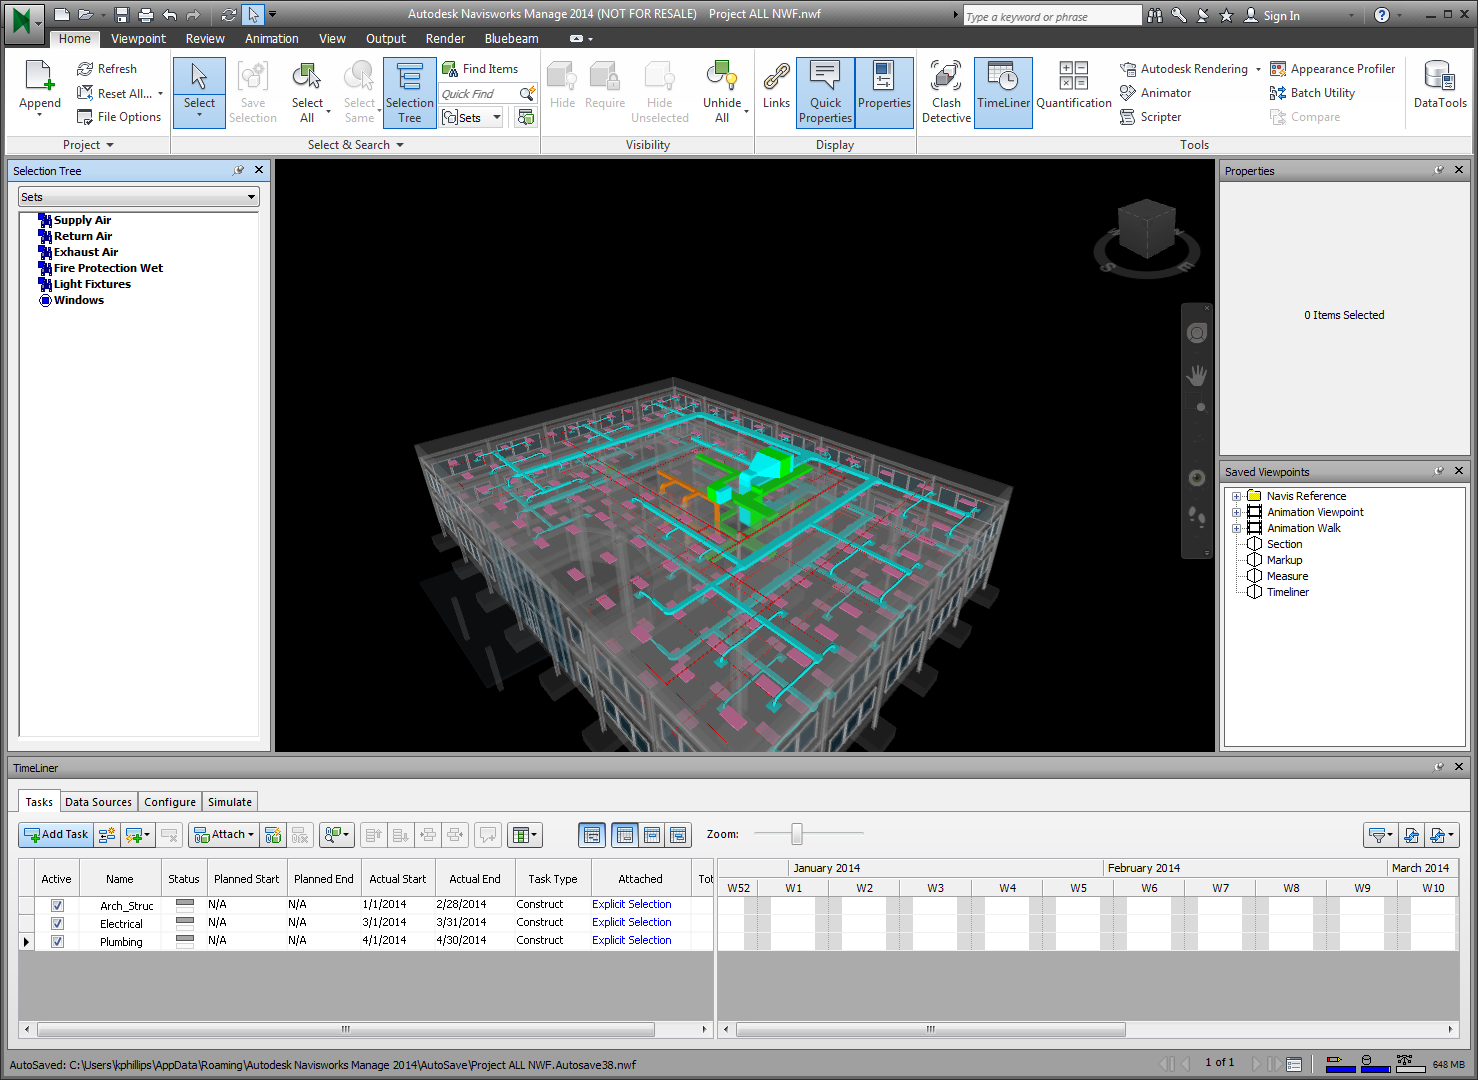 Autodesk Navisworks Manage 2014 (NOT FOR RESALE) Project ALL NWF.nwf
Type a keyword or phrase
Sign In
Home Viewpoint Review Animation View Output Render Bluebeam
Append
Refresh
Reset All...
File Options
Project
Select
Save Selection
Select All
Select Same
Selection Tree
Find Items
Quick Find
Sets
Select & Search
Hide
Require
Hide Unselected
Unhide All
Visibility
Links
Quick Properties
Properties
Display
Clash Detective
TimeLiner
Quantification
Autodesk Rendering
Animator
Scripter
Appearance Profiler
Batch Utility
Compare
Tools
DataTools
Selection Tree
Sets
Supply Air
Return Air
Exhaust Air
Fire Protection Wet
Light Fixtures
Windows
S E
Properties
0 Items Selected
Saved Viewpoints
Navis Reference
Animation Viewpoint
Animation Walk
Section
Markup
Measure
Timeliner
TimeLiner
Tasks Data Sources Configure Simulate
Add Task Attach Zoom:
Active Name Status Planned Start Planned End Actual Start Actual End Task Type Attached Tot
Arch_Struc N/A N/A 1/1/2014 2/28/2014 Construct Explicit Selection
Electrical N/A N/A 3/1/2014 3/31/2014 Construct Explicit Selection
Plumbing N/A N/A 4/1/2014 4/30/2014 Construct Explicit Selection
January 2014 February 2014 March 2014
W52 W1 W2 W3 W4 W5 W6 W7 W8 W9 W10
AutoSaved: C:\Users\kphillips\AppData\Roaming\Autodesk Navisworks Manage 2014\AutoSave\Project ALL NWF.Autosave38.nwf
1 of 1
648 MB